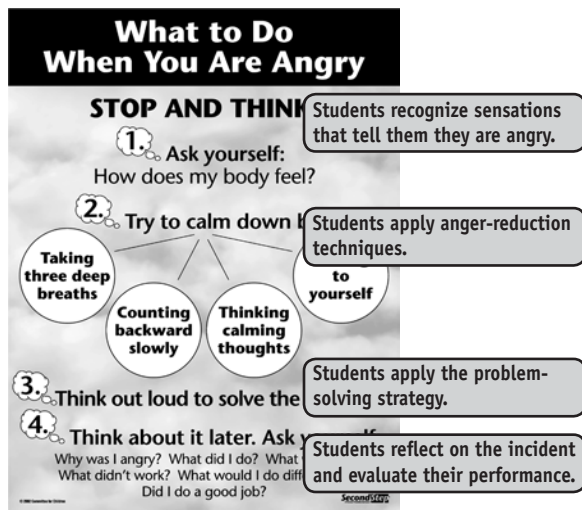 What to Do
When You Are Angry
STOP AND THINK
Students recognize sensations
that tell them they are angry.
1. Ask yourself:
How does my body feel?
2. Try to calm down
Students apply anger-reduction
techniques.
Taking
three deep
breaths
Counting
backward
slowly
Thinking
calming
thoughts
to
yourself
3. Think out loud to solve the
Students apply the problem-
solving strategy.
4. Think about it later. Ask
Students reflect on the incident
and evaluate their performance.
Why was I angry? What did I do? What
What didn't work? What would I do
Did I do a good job?
Second Step
© 2002 Committee for Children